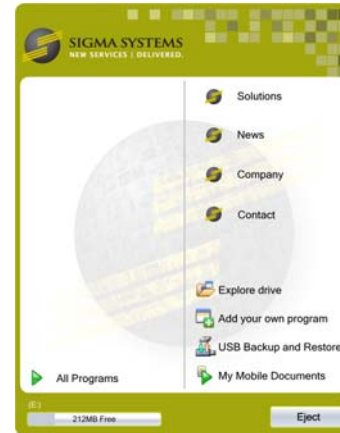 SIGMA SYSTEMS
NEW SERVICES | DELIVERED.
Solutions
News
Company
Contact
Explore drive
Add your own program
USB Backup and Restore
My Mobile Documents
All Programs
(E:)
212MB Free
Eject